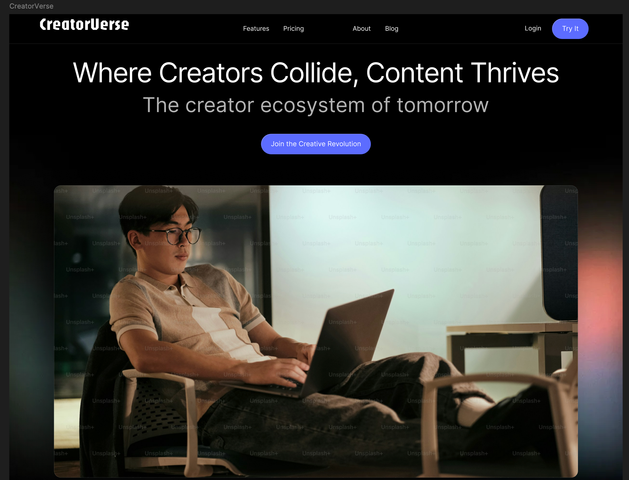 CreatorVerse
CreatorVerse
Features Pricing About Blog Login Try It
Where Creators Collide, Content Thrives
The creator ecosystem of tomorrow
Join the Creative Revolution
Unsplash+